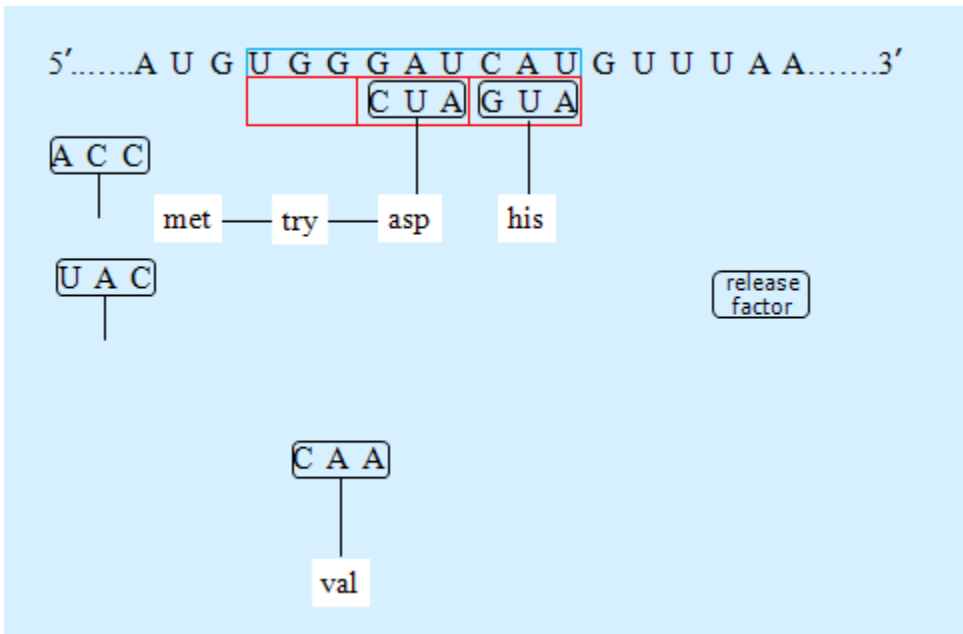 5′.......A U G U G G G A U C A U G U U U A A.......3′
C U A G U A
A C C
met try asp his
U A C
release
factor
C A A
val